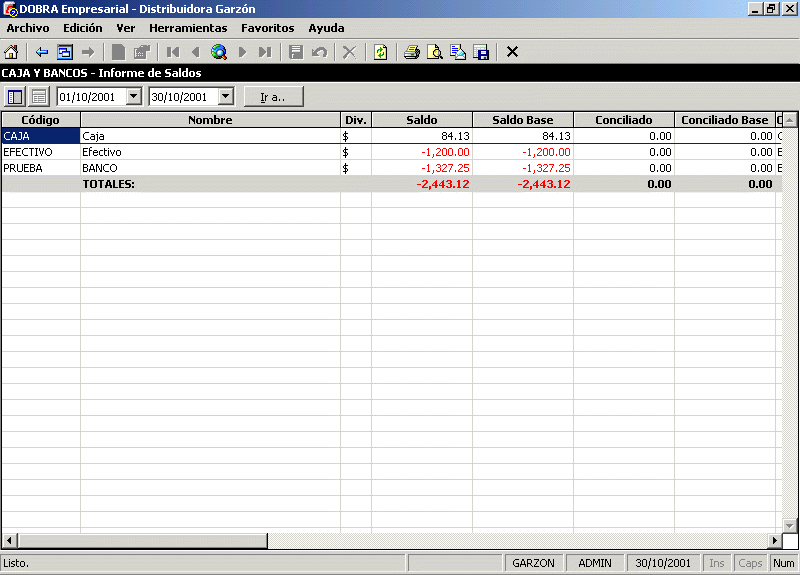 DOBRA Empresarial - Distribuidora Garzón
Archivo Edición Ver Herramientas Favoritos Ayuda
CAJA Y BANCOS - Informe de Saldos
01/10/2001 30/10/2001 Ir a..
Código Nombre Div. Saldo Saldo Base Conciliado Conciliado Base C
CAJA Caja $ 84.13 84.13 0.00 0.00 C
EFECTIVO Efectivo $ -1,200.00 -1,200.00 0.00 0.00 E
PRUEBA BANCO $ -1,327.25 -1,327.25 0.00 0.00 E
TOTALES: -2,443.12 -2,443.12 0.00 0.00
Listo. GARZON ADMIN 30/10/2001 Ins Caps Num